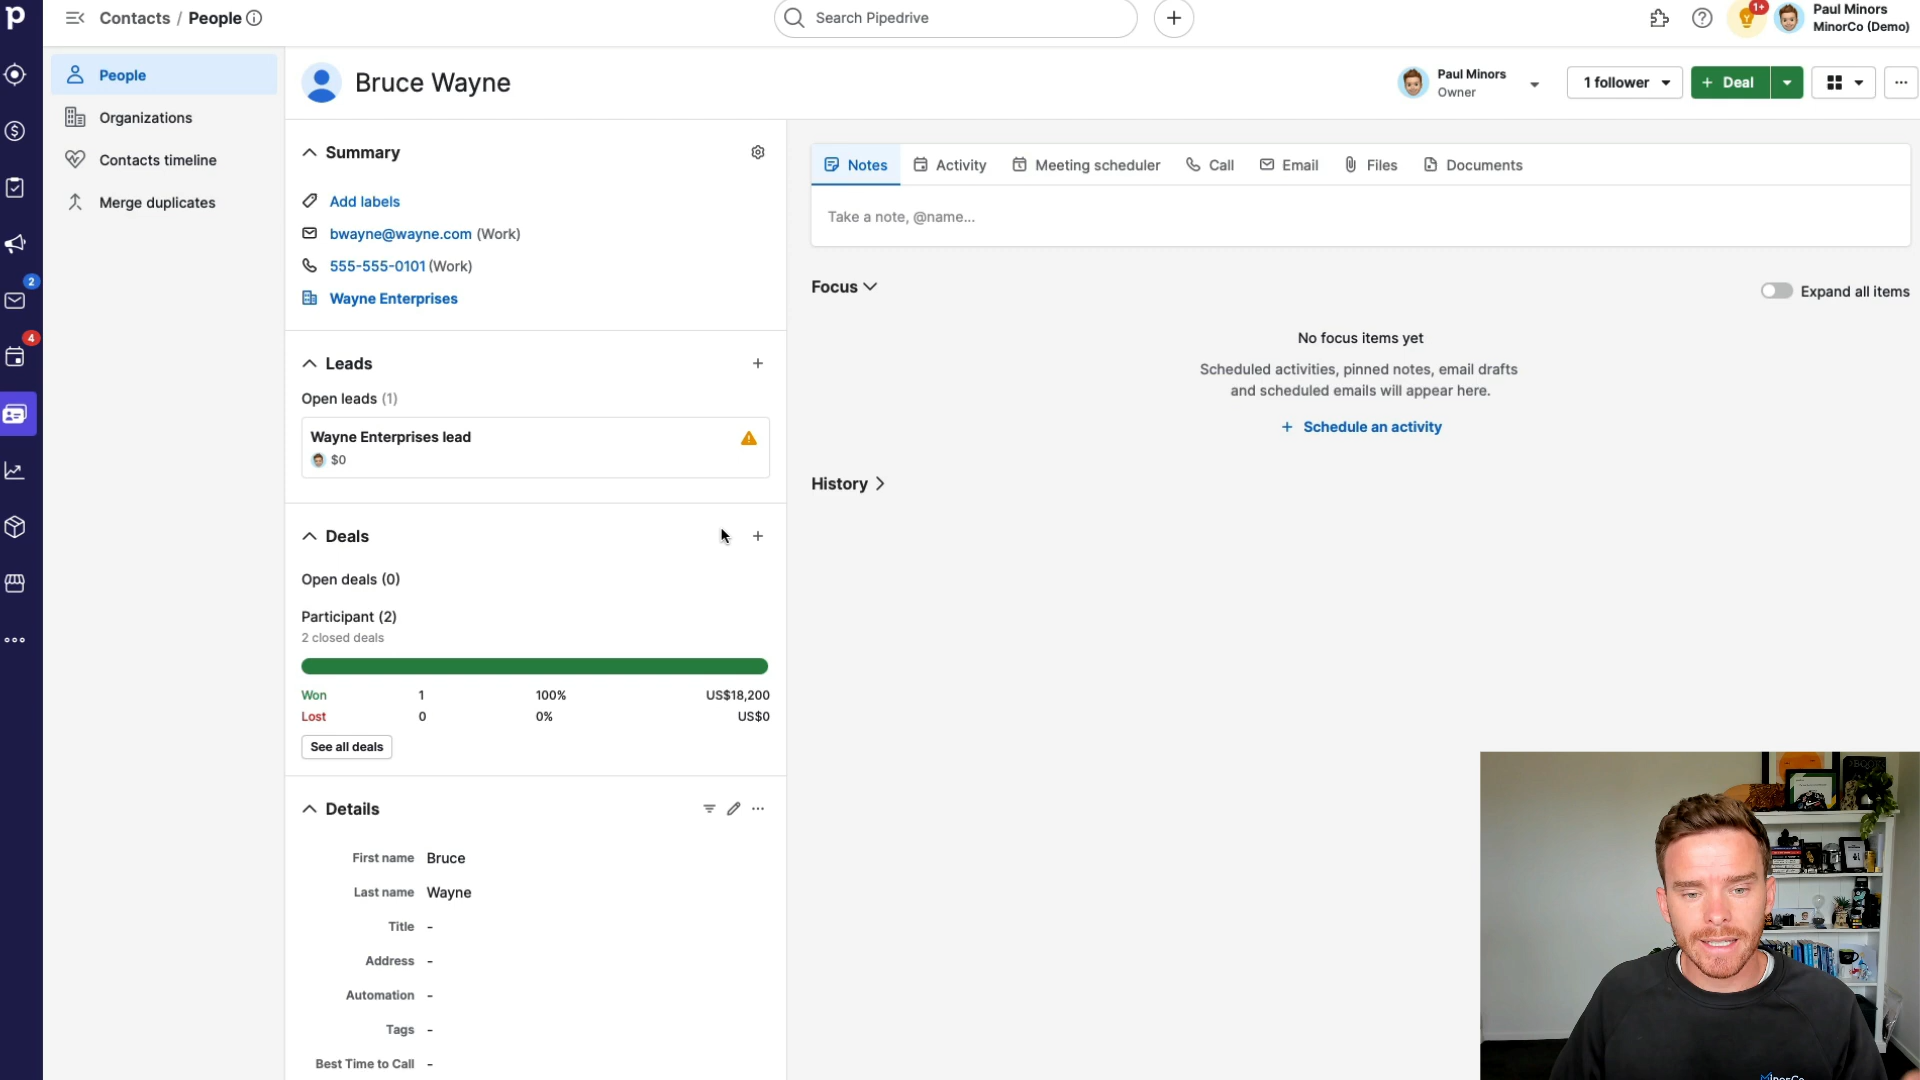 Contacts / People
Search Pipedrive
1+
Paul Minors
MinorCo (Demo)
People
Organizations
Contacts timeline
Merge duplicates
2
4
Bruce Wayne
Paul Minors
Owner
1 follower
+ Deal
Summary
Add labels
bwayne@wayne.com (Work)
555-555-0101 (Work)
Wayne Enterprises
Leads
Open leads (1)
Wayne Enterprises lead
$0
Deals
Open deals (0)
Participant (2)
2 closed deals
Won 1 100% US$18,200
Lost 0 0% US$0
See all deals
Details
First name Bruce
Last name Wayne
Title -
Address -
Automation -
Tags -
Best Time to Call -
Notes
Activity
Meeting scheduler
Call
Email
Files
Documents
Take a note, @name...
Focus
Expand all items
No focus items yet
Scheduled activities, pinned notes, email drafts
and scheduled emails will appear here.
+ Schedule an activity
History